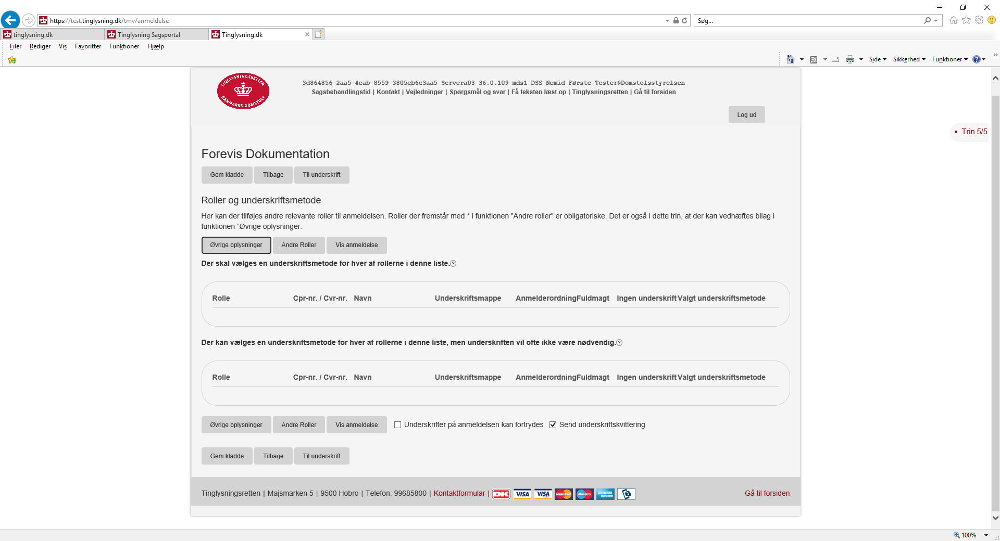 https://test.tinglysning.dk/tmv/anmeldelse
Søg...
tinglysning.dk
Tinglysning Sagsportal
Tinglysning.dk
Filer Rediger Vis Favoritter Funktioner Hjælp
Side Sikkerhed Funktioner
TINGLYSNINGSRETTEN
DANMARKS DOMSTOLE
3d864856-2aa5-4eab-8559-3805eb6c3aa5 Servera03 36.0.109-mds1 DSS Nemid Første Tester@Domstolsstyrelsen
Sagsbehandlingstid | Kontakt | Vejledninger | Spørgsmål og svar | Få teksten læst op | Tinglysningsretten | Gå til forsiden
Log ud
• Trin 5/5
Forevis Dokumentation
Gem kladde Tilbage Til underskrift
Roller og underskriftsmetode
Her kan der tilføjes andre relevante roller til anmeldelsen. Roller der fremstår med * i funktionen ”Andre roller” er obligatoriske. Det er også i dette trin, at der kan vedhæftes bilag i
funktionen ”Øvrige oplysninger.
Øvrige oplysninger Andre Roller Vis anmeldelse
Der skal vælges en underskriftsmetode for hver af rollerne i denne liste.?
Rolle Cpr-nr. / Cvr-nr. Navn Underskriftsmappe Anmelderordning Fuldmagt Ingen underskrift Valgt underskriftsmetode
Der kan vælges en underskriftsmetode for hver af rollerne i denne liste, men underskriften vil ofte ikke være nødvendig.?
Rolle Cpr-nr. / Cvr-nr. Navn Underskriftsmappe Anmelderordning Fuldmagt Ingen underskrift Valgt underskriftsmetode
Øvrige oplysninger Andre Roller Vis anmeldelse Underskrifter på anmeldelsen kan fortrydes Send underskriftskvittering
Gem kladde Tilbage Til underskrift
Tinglysningsretten | Majsmarken 5 | 9500 Hobro | Telefon: 99685800 | Kontaktformular | DK VISA VISA MasterCard Maestro Gå til forsiden
100%